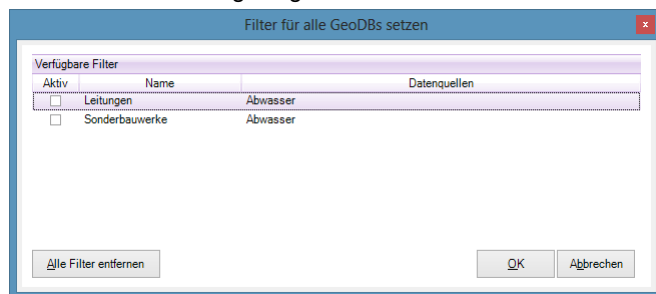 Filter für alle GeoDBs setzen
Verfügbare Filter
Aktiv Name Datenquellen
Leitungen Abwasser
Sonderbauwerke Abwasser
Alle Filter entfernen OK Abbrechen